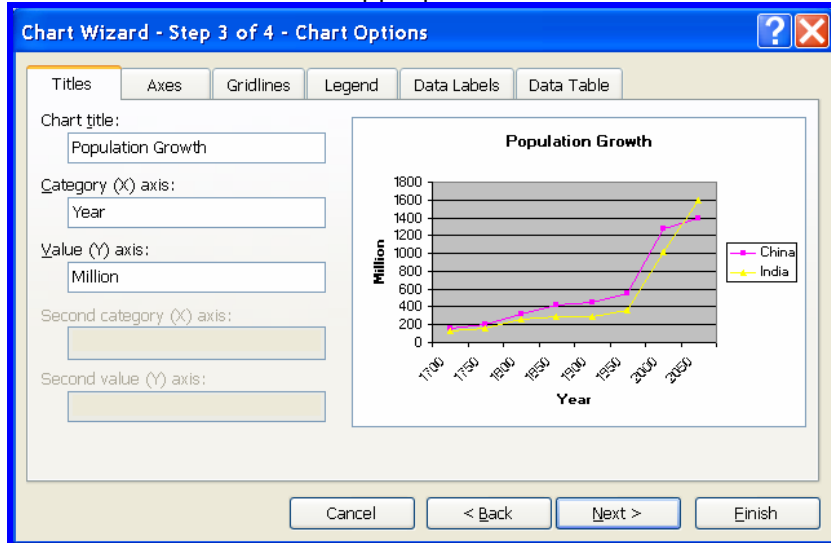 Chart Wizard - Step 3 of 4 - Chart Options
?
X
Titles
Axes
Gridlines
Legend
Data Labels
Data Table
Chart title:
Population Growth
Category (X) axis:
Year
Value (Y) axis:
Million
Second category (X) axis:
Second value (Y) axis:
Population Growth
Million
1800
1600
1400
1200
1000
800
600
400
200
0
1700
1750
1800
1850
1900
1950
2000
2050
Year
China
India
Cancel
< Back
Next >
Finish